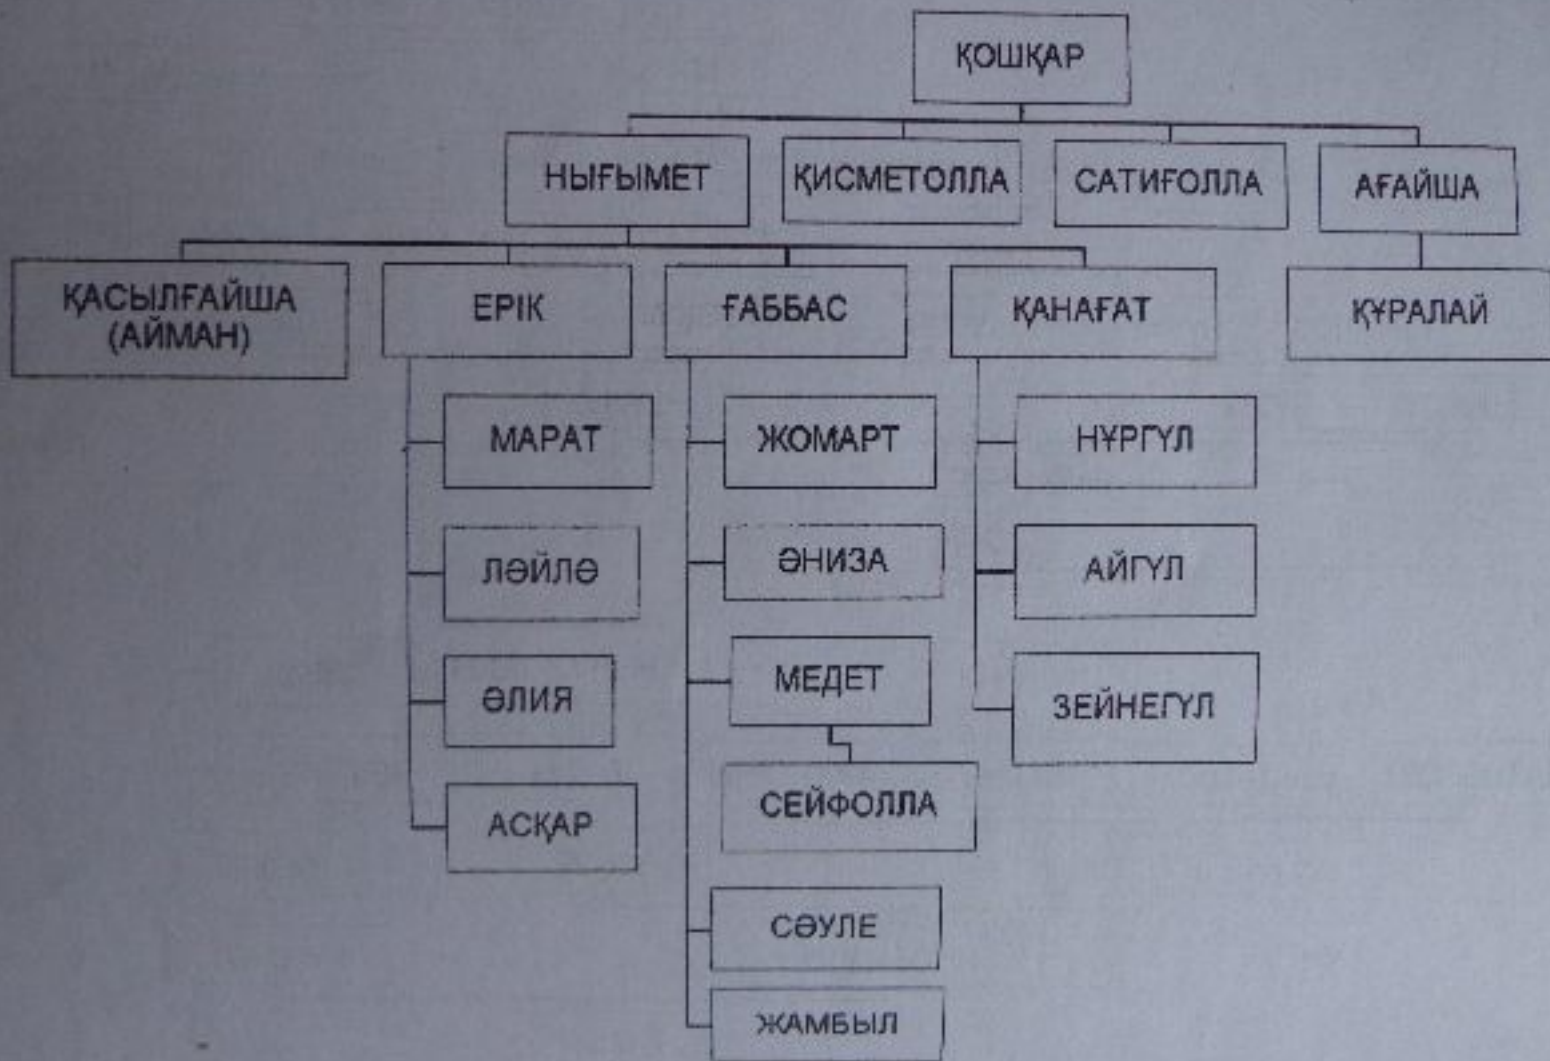 ҚОШҚАР
НЫҒЫМЕТ
ҚИСМЕТОЛЛА
САТИҒОЛЛА
АҒАЙША
ҚАСЫЛҒАЙША
(АЙМАН)
ЕРІК
ҒАББАС
ҚАНАҒАТ
ҚҰРАЛАЙ
МАРАТ
ЖОМАРТ
НҰРГҮЛ
ЛӘЙЛӘ
ӘНИЗА
АЙГҮЛ
ӘЛИЯ
МЕДЕТ
ЗЕЙНЕГҮЛ
АСҚАР
СЕЙФОЛЛА
СӘУЛЕ
ЖАМБЫЛ